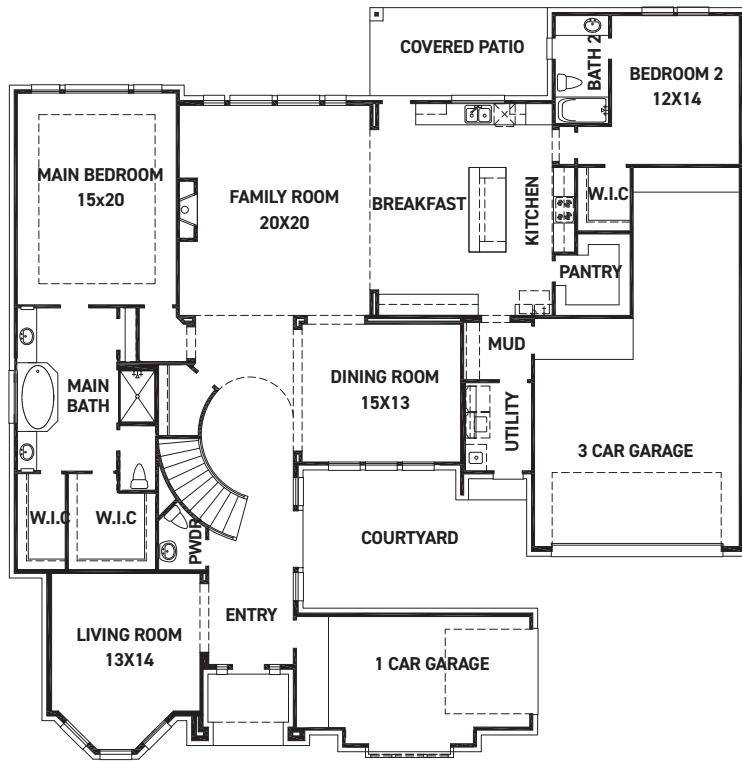 COVERED PATIO
BATH 2
BEDROOM 2
12X14
MAIN BEDROOM
15x20
FAMILY ROOM
20X20
BREAKFAST
KITCHEN
W.I.C
PANTRY
MUD
DINING ROOM
15X13
MAIN
BATH
UTILITY
3 CAR GARAGE
W.I.C
W.I.C
PWDR
COURTYARD
ENTRY
LIVING ROOM
13X14
1 CAR GARAGE